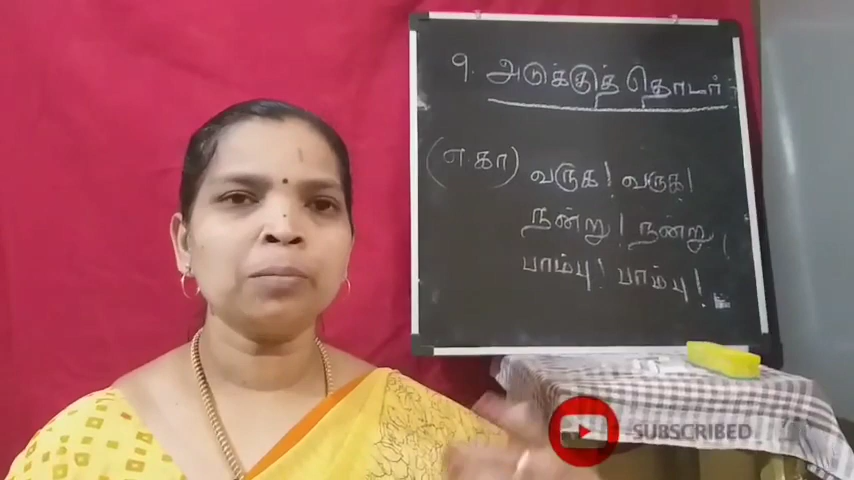 9. அடுக்குத் தொடர்
(எ.கா) வருக! வருக!
நன்று! நன்று
பாம்பு! பாம்பு!
SUBSCRIBED